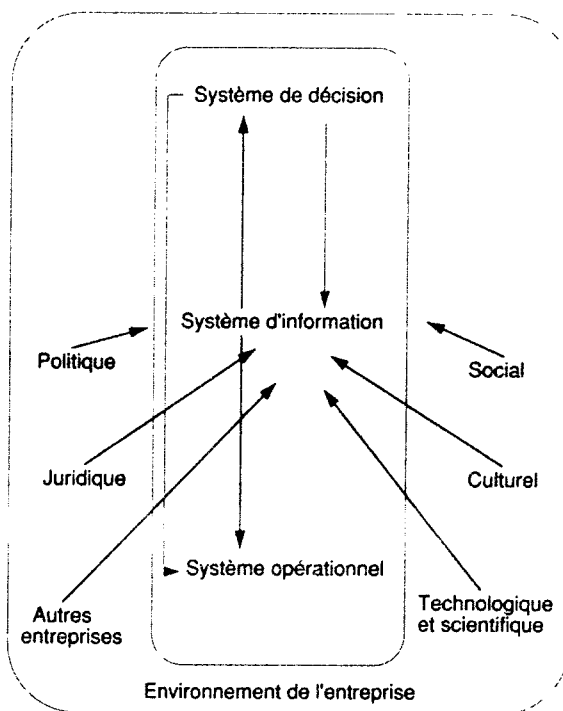 Système de décision
Système d'information
Politique
Social
Juridique
Culturel
Système opérationnel
Autres
entreprises
Technologique
et scientifique
Environnement de l'entreprise